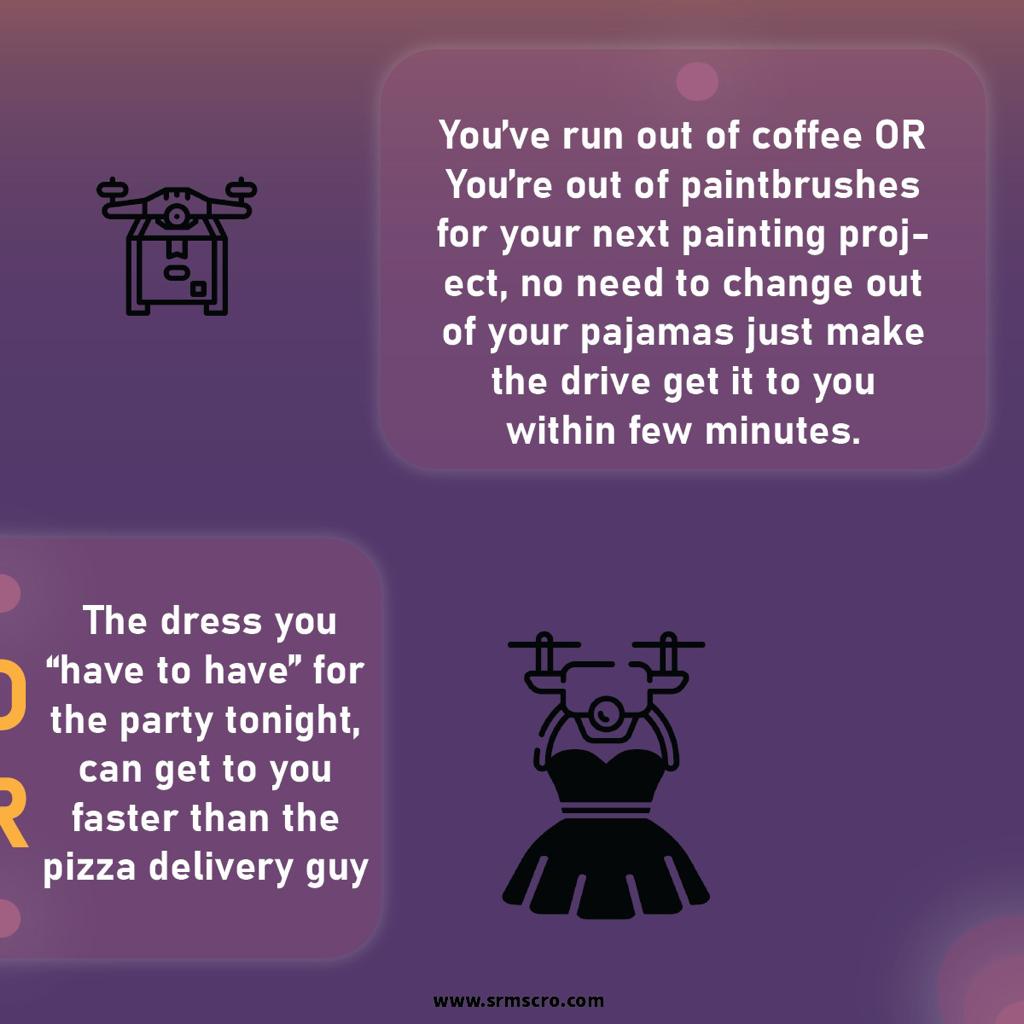 You've run out of coffee OR
You're out of paintbrushes
for your next painting proj-
ect, no need to change out
of your pajamas just make
the drive get it to you
within few minutes.
The dress you
“have to have” for
the party tonight,
can get to you
faster than the
pizza delivery guy
R
www.srmscro.com